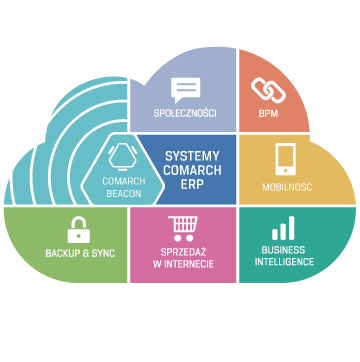 SPOŁECZNOŚCI
BPM
SYSTEMY
COMARCH
ERP
COMARCH
BEACON
MOBILNOŚĆ
BACKUP & SYNC
SPRZEDAŻ
W INTERNECIE
BUSINESS
INTELLIGENCE